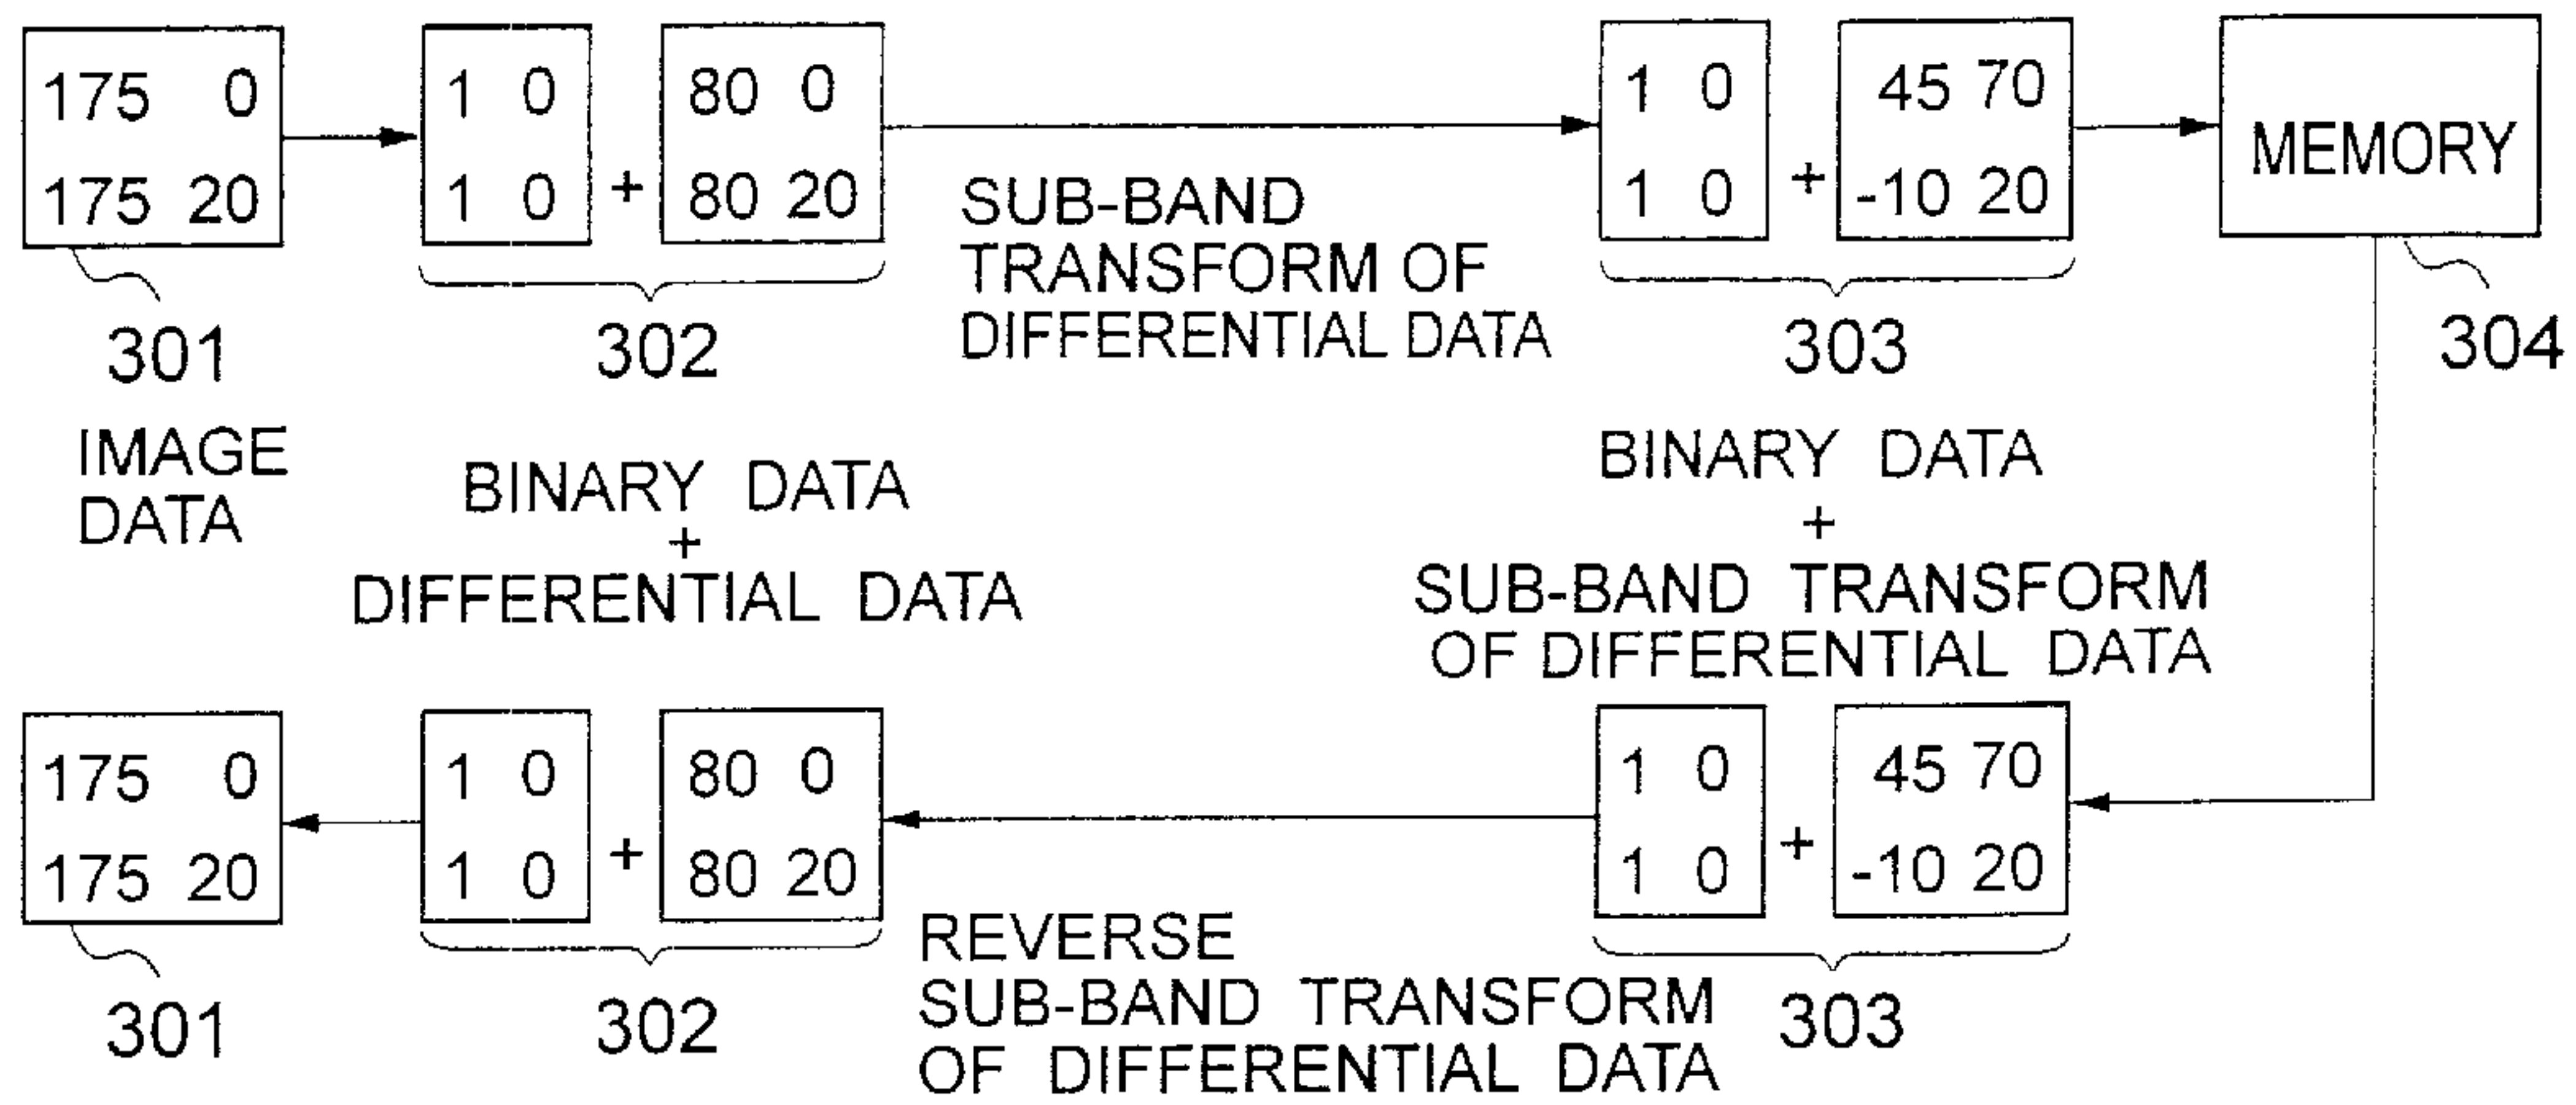 175 0 1 0 80 0 1 0 45 70
MEMORY
175 20 1 0 + 80 20 1 0 + -10 20
SUB-BAND
TRANSFORM OF
DIFFERENTIAL DATA
301 302 303 304
IMAGE
DATA
BINARY DATA
+
DIFFERENTIAL DATA
BINARY DATA
+
SUB-BAND TRANSFORM
OF DIFFERENTIAL DATA
175 0 1 0 80 0 1 0 45 70
175 20 1 0 + 80 20 1 0 + -10 20
REVERSE
SUB-BAND TRANSFORM
OF DIFFERENTIAL DATA
301 302 303